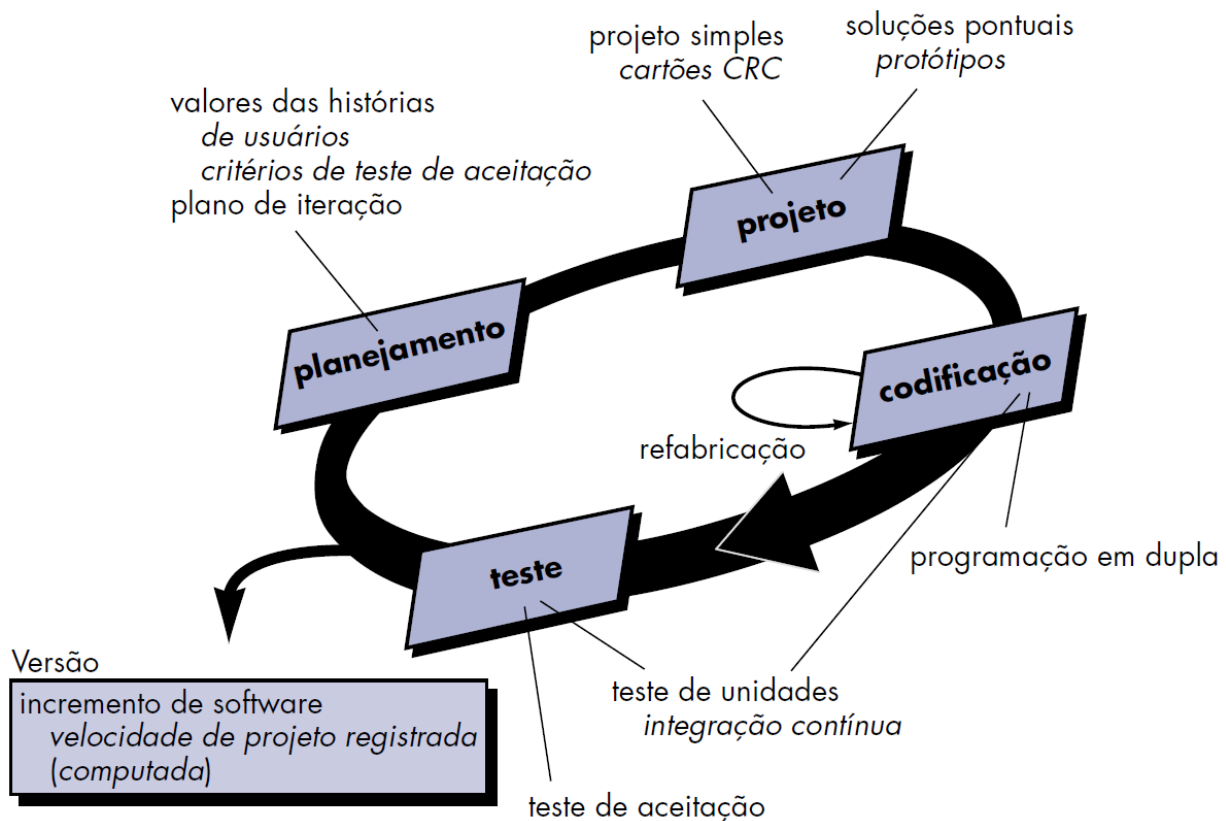 projeto simples
cartões CRC
soluções pontuais
protótipos
valores das histórias
de usuários
critérios de teste de aceitação
plano de iteração
projeto
planejamento
codificação
refabricação
programação em dupla
teste
Versão
incremento de software
velocidade de projeto registrada
(computada)
teste de unidades
integração contínua
teste de aceitação